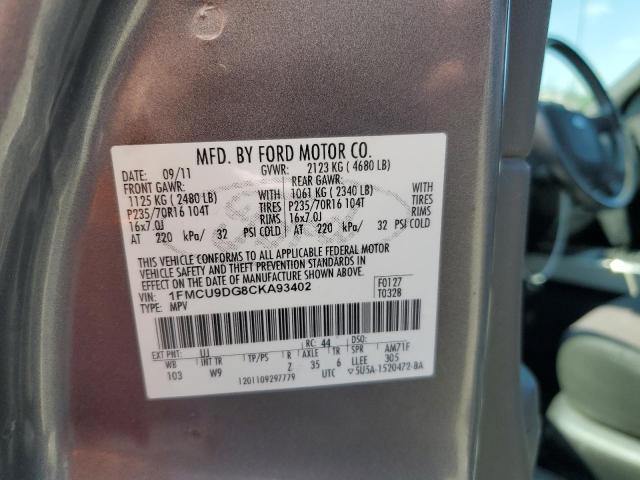 MFD. BY FORD MOTOR CO.
DATE: 09/11 GVWR: 2123 KG ( 4680 LB)
FRONT GAWR: REAR GAWR:
1125 KG ( 2480 LB) WITH 1061 KG ( 2340 LB) WITH
P235/70R16 104T TIRES P235/70R16 104T TIRES
16x7.0J RIMS 16x7.0J RIMS
AT 220 kPa/ 32 PSI COLD AT 220 kPa/ 32 PSI COLD
Ford
THIS VEHICLE CONFORMS TO ALL APPLICABLE FEDERAL MOTOR
VEHICLE SAFETY AND THEFT PREVENTION STANDARDS IN
EFFECT ON THE DATE OF MANUFACTURE SHOWN ABOVE.
VIN: 1FMCU9DG8CKA93402 F0127
TYPE: MPV T0328
EXT PNT: UJ RC: 44 DSO:
WB INT TR TP/PS R AXLE TR SPR AM71F
103 W9 Z 35 6 LLEE 305
1201109297779 UTC 5U5A-1520472-BA